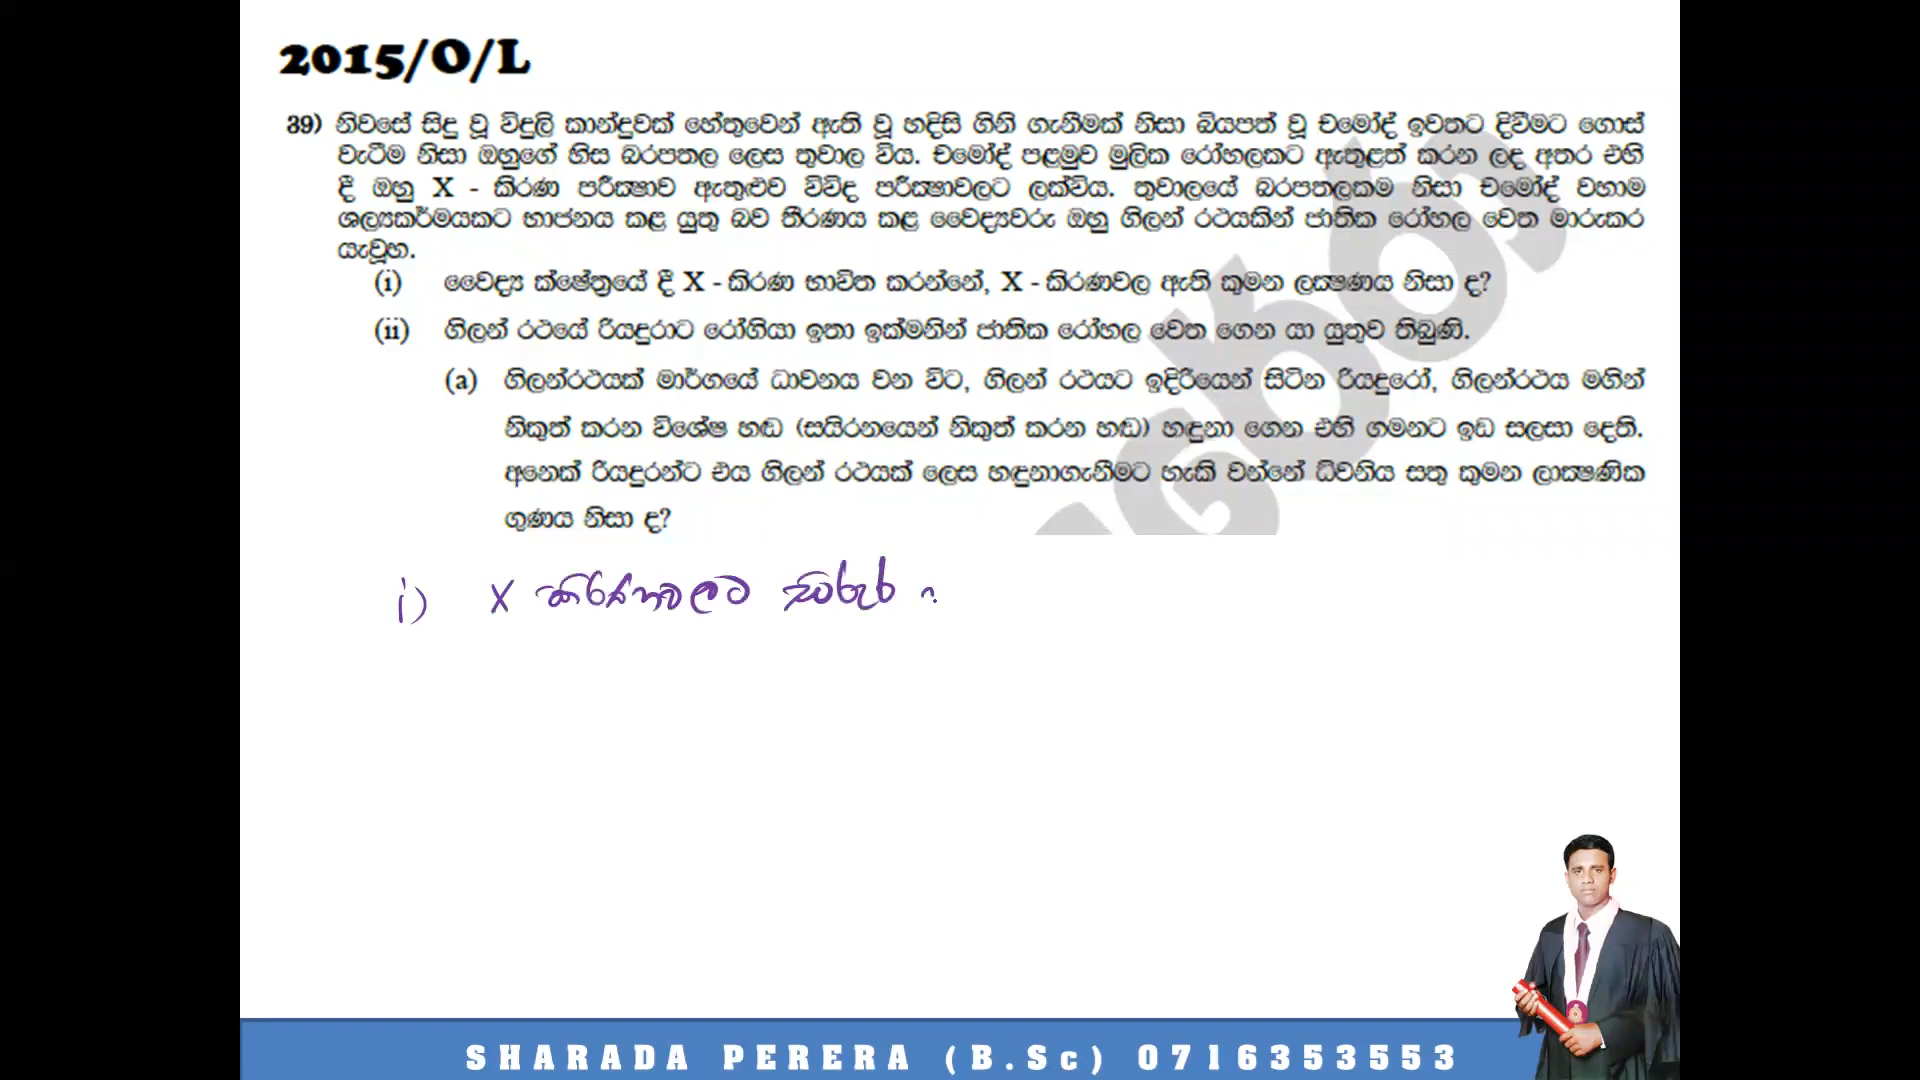 2015/O/L
39) නිවසේ සිදු වූ විදුලි කාන්දුවක් හේතුවෙන් ඇති වූ හදිසි ගිනි ගැනීමක් නිසා බියපත් වූ චමෝද් ඉවතට දිවීමට ගොස්
වැටීම නිසා ඔහුගේ හිස බරපතල ලෙස තුවාල විය. චමෝද් පළමුව මූලික රෝහලකට ඇතුළත් කරන ලද අතර එහි
දී ඔහු X - කිරණ පරීක්‍ෂාව ඇතුළුව විවිද පරීක්‍ෂාවලට ලක්විය. තුවාලයේ බරපතලකම නිසා චමෝද් වහාම
ශල්‍යකර්මයකට භාජනය කළ යුතු බව තීරණය කළ වෛද්‍යවරු ඔහු ගිලන් රථයකින් ජාතික රෝහල වෙත මාරුකර
යැවූහ.
(i) වෛද්‍ය ක්ෂේත්‍රයේ දී X - කිරණ භාවිත කරන්නේ, X - කිරණවල ඇති කුමන ලක්‍ෂණය නිසා ද?
(ii) ගිලන් රථයේ රියදුරාට රෝගියා ඉතා ඉක්මනින් ජාතික රෝහල වෙත ගෙන යා යුතුව තිබුණි.
(a) ගිලන්රථයක් මාර්ගයේ ධාවනය වන විට, ගිලන් රථයට ඉදිරියෙන් සිටින රියදුරෝ, ගිලන්රථය මගින්
නිකුත් කරන විශේෂ හඬ (සයිරනයෙන් නිකුත් කරන හඬ) හඳුනා ගෙන එහි ගමනට ඉඩ සලසා දෙති.
අනෙක් රියදුරන්ට එය ගිලන් රථයක් ලෙස හඳුනාගැනීමට හැකි වන්නේ ධ්වනිය සතු කුමන ලාක්‍ෂණික
ගුණය නිසා ද?
i) X කිරණවලට
SHARADA PERERA (B.Sc) 0716353553